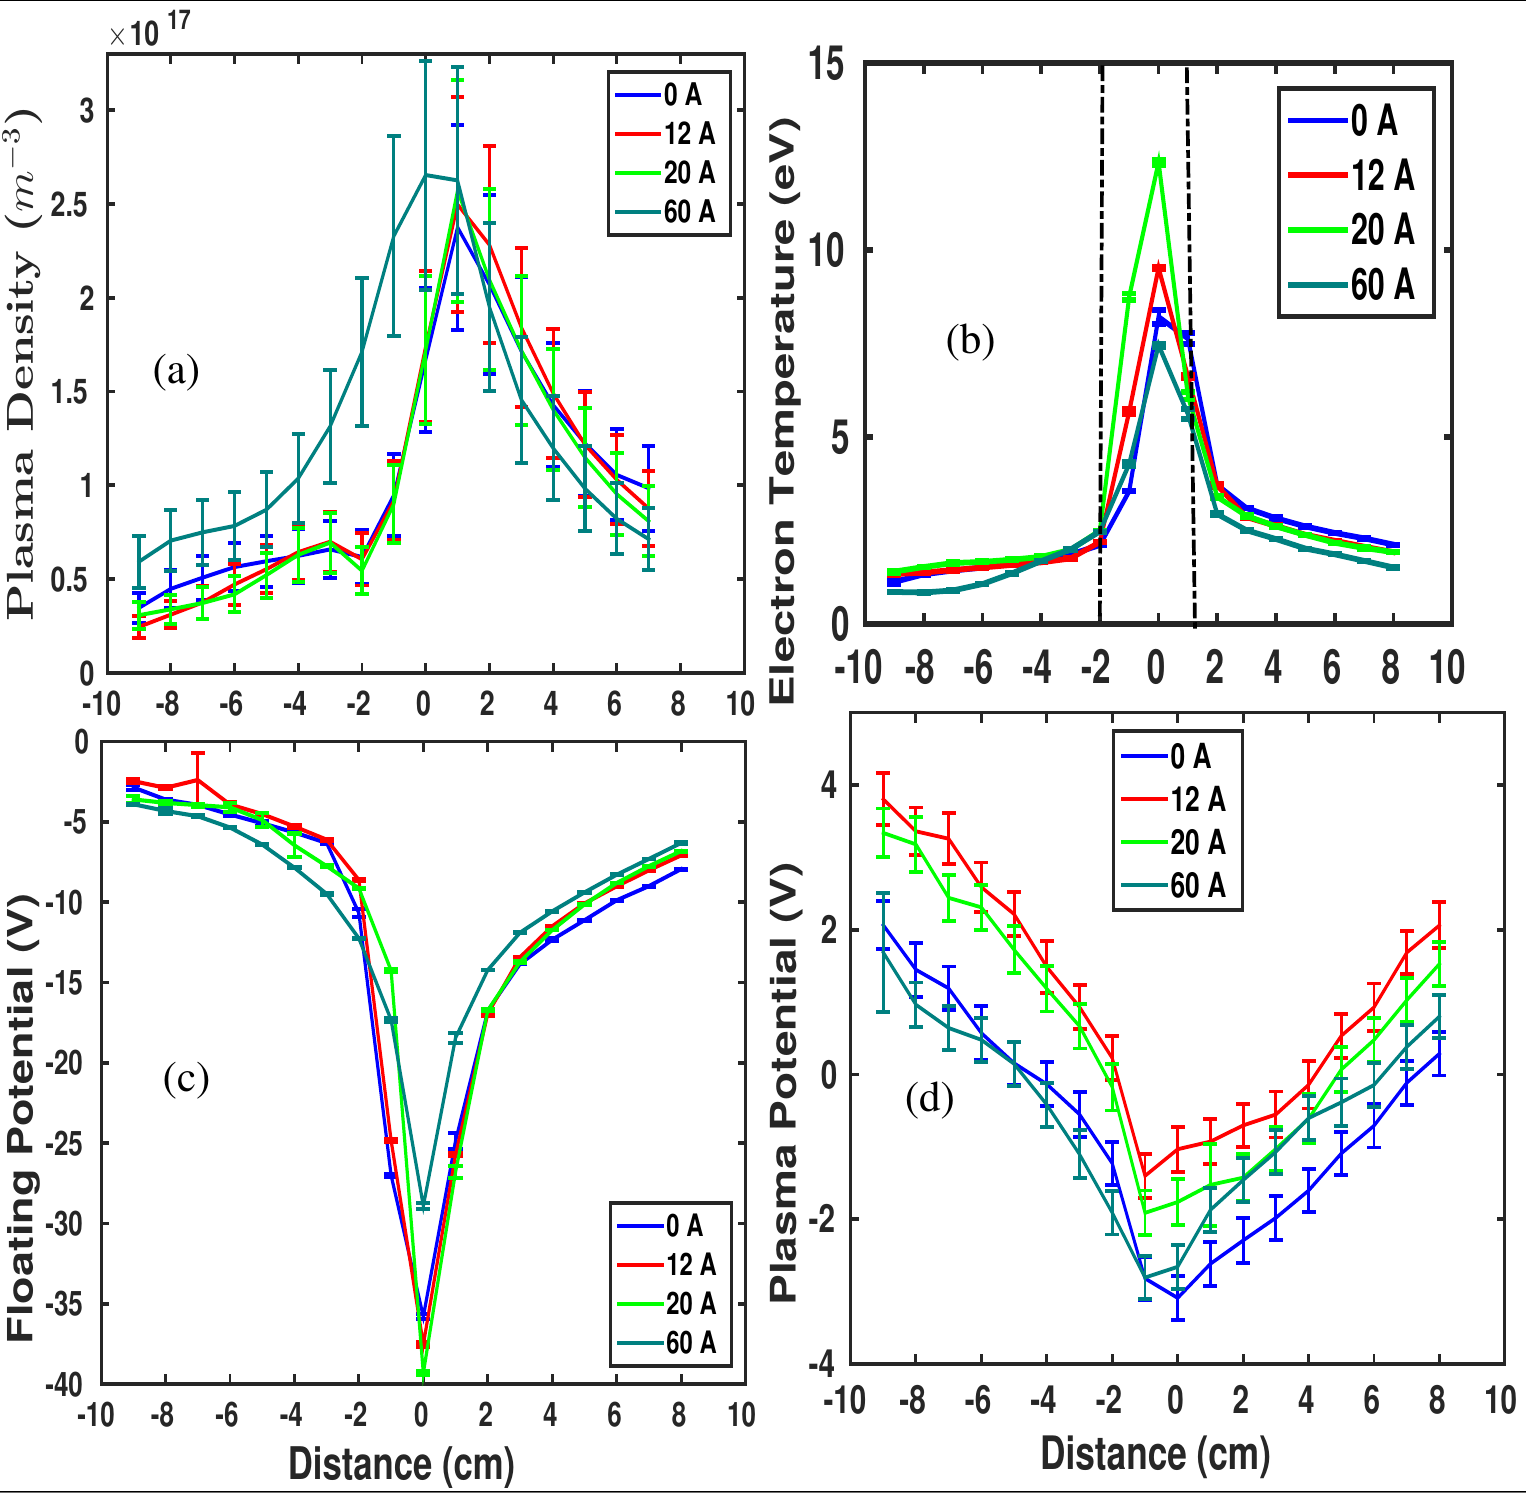 ×10 17
Plasma Density (m−3)
3
2.5
2
1.5
1
0.5
0
-10 -8 -6 -4 -2 0 2 4 6 8 10
(a)
0 A
12 A
20 A
60 A
Electron Temperature (eV)
15
10
5
0
-10 -8 -6 -4 -2 0 2 4 6 8 10
(b)
0 A
12 A
20 A
60 A
Floating Potential (V)
0
-5
-10
-15
-20
-25
-30
-35
-40
-10 -8 -6 -4 -2 0 2 4 6 8 10
Distance (cm)
(c)
0 A
12 A
20 A
60 A
Plasma Potential (V)
4
2
0
-2
-4
-10 -8 -6 -4 -2 0 2 4 6 8 10
Distance (cm)
(d)
0 A
12 A
20 A
60 A